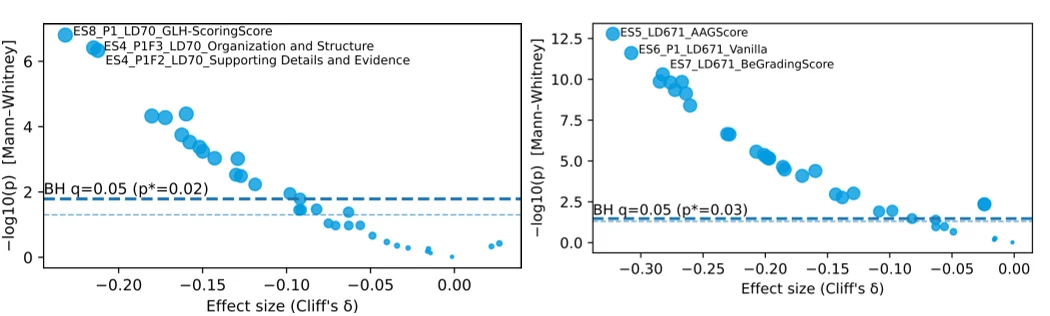 ES8_P1_LD70_GLH-ScoringScore
ES4_P1F3_LD70_Organization and Structure
ES4_P1F2_LD70_Supporting Details and Evidence
6
4
2
0
−log10(p) [Mann–Whitney]
BH q=0.05 (p*=0.02)
−0.20 −0.15 −0.10 −0.05 0.00
Effect size (Cliff's δ)
ES5_LD671_AAGScore
ES6_P1_LD671_Vanilla
ES7_LD671_BeGradingScore
12.5
10.0
7.5
5.0
2.5
0.0
−log10(p) [Mann–Whitney]
BH q=0.05 (p*=0.03)
−0.30 −0.25 −0.20 −0.15 −0.10 −0.05 0.00
Effect size (Cliff's δ)